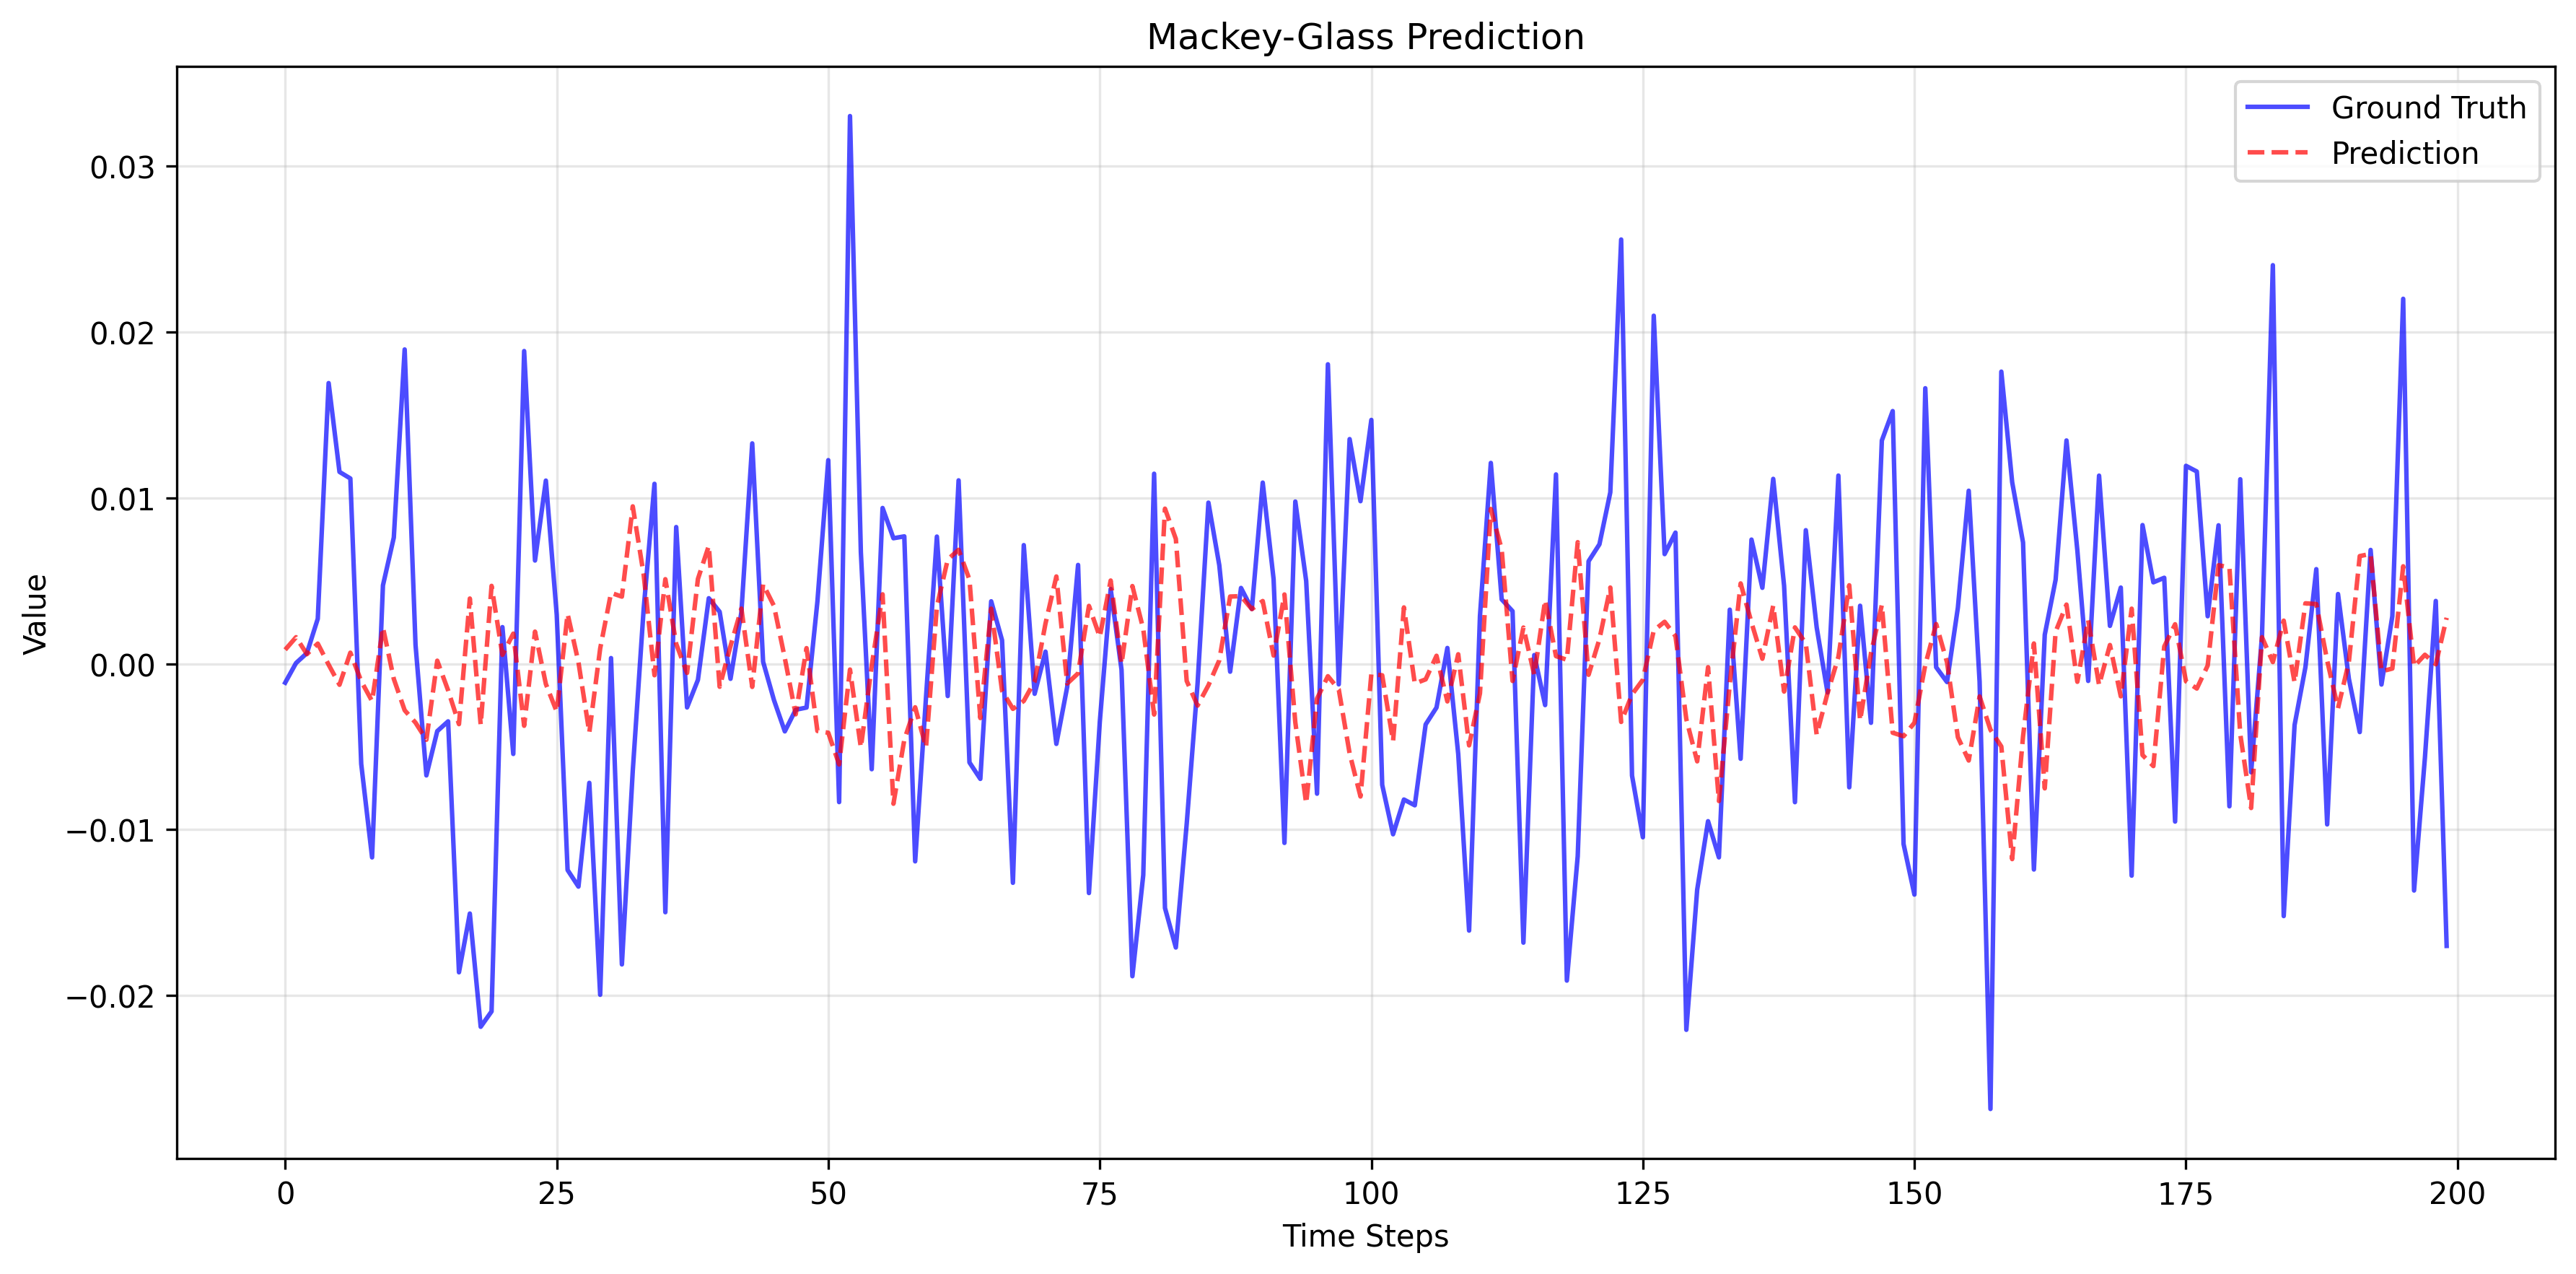 Mackey-Glass Prediction
Ground Truth
Prediction
Value
0.03
0.02
0.01
0.00
−0.01
−0.02
0 25 50 75 100 125 150 175 200
Time Steps